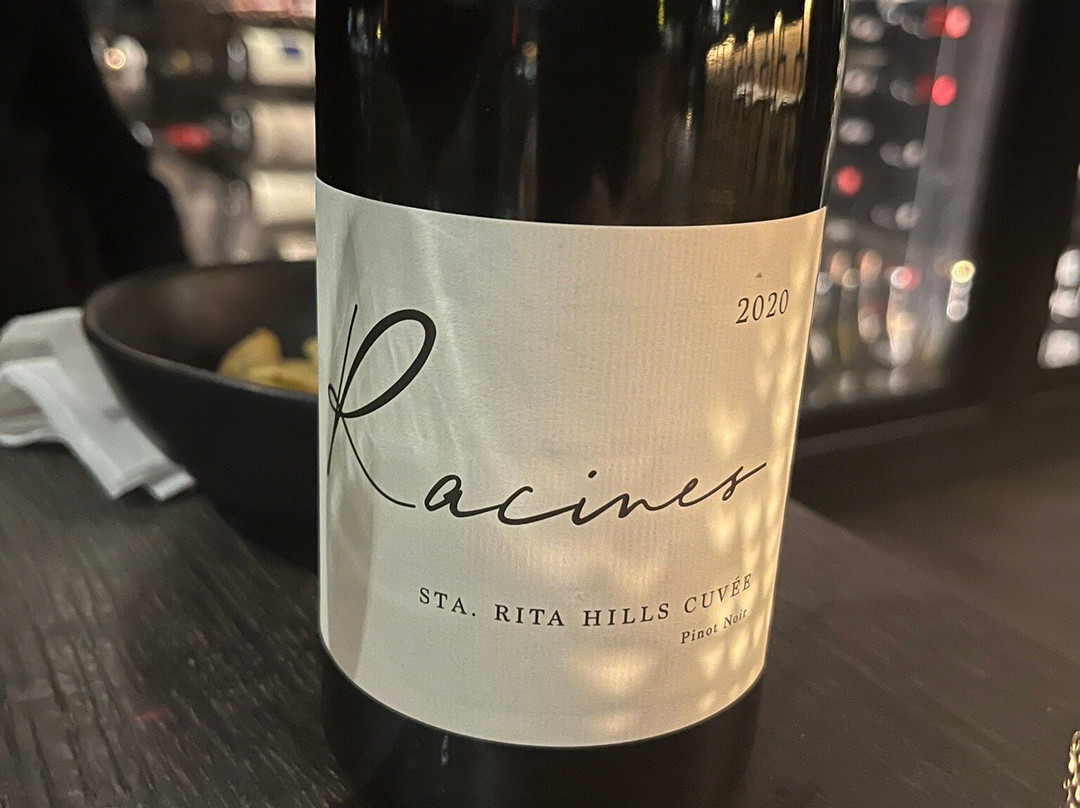 2020
Racines
STA. RITA HILLS CUVÉE
Pinot Noir